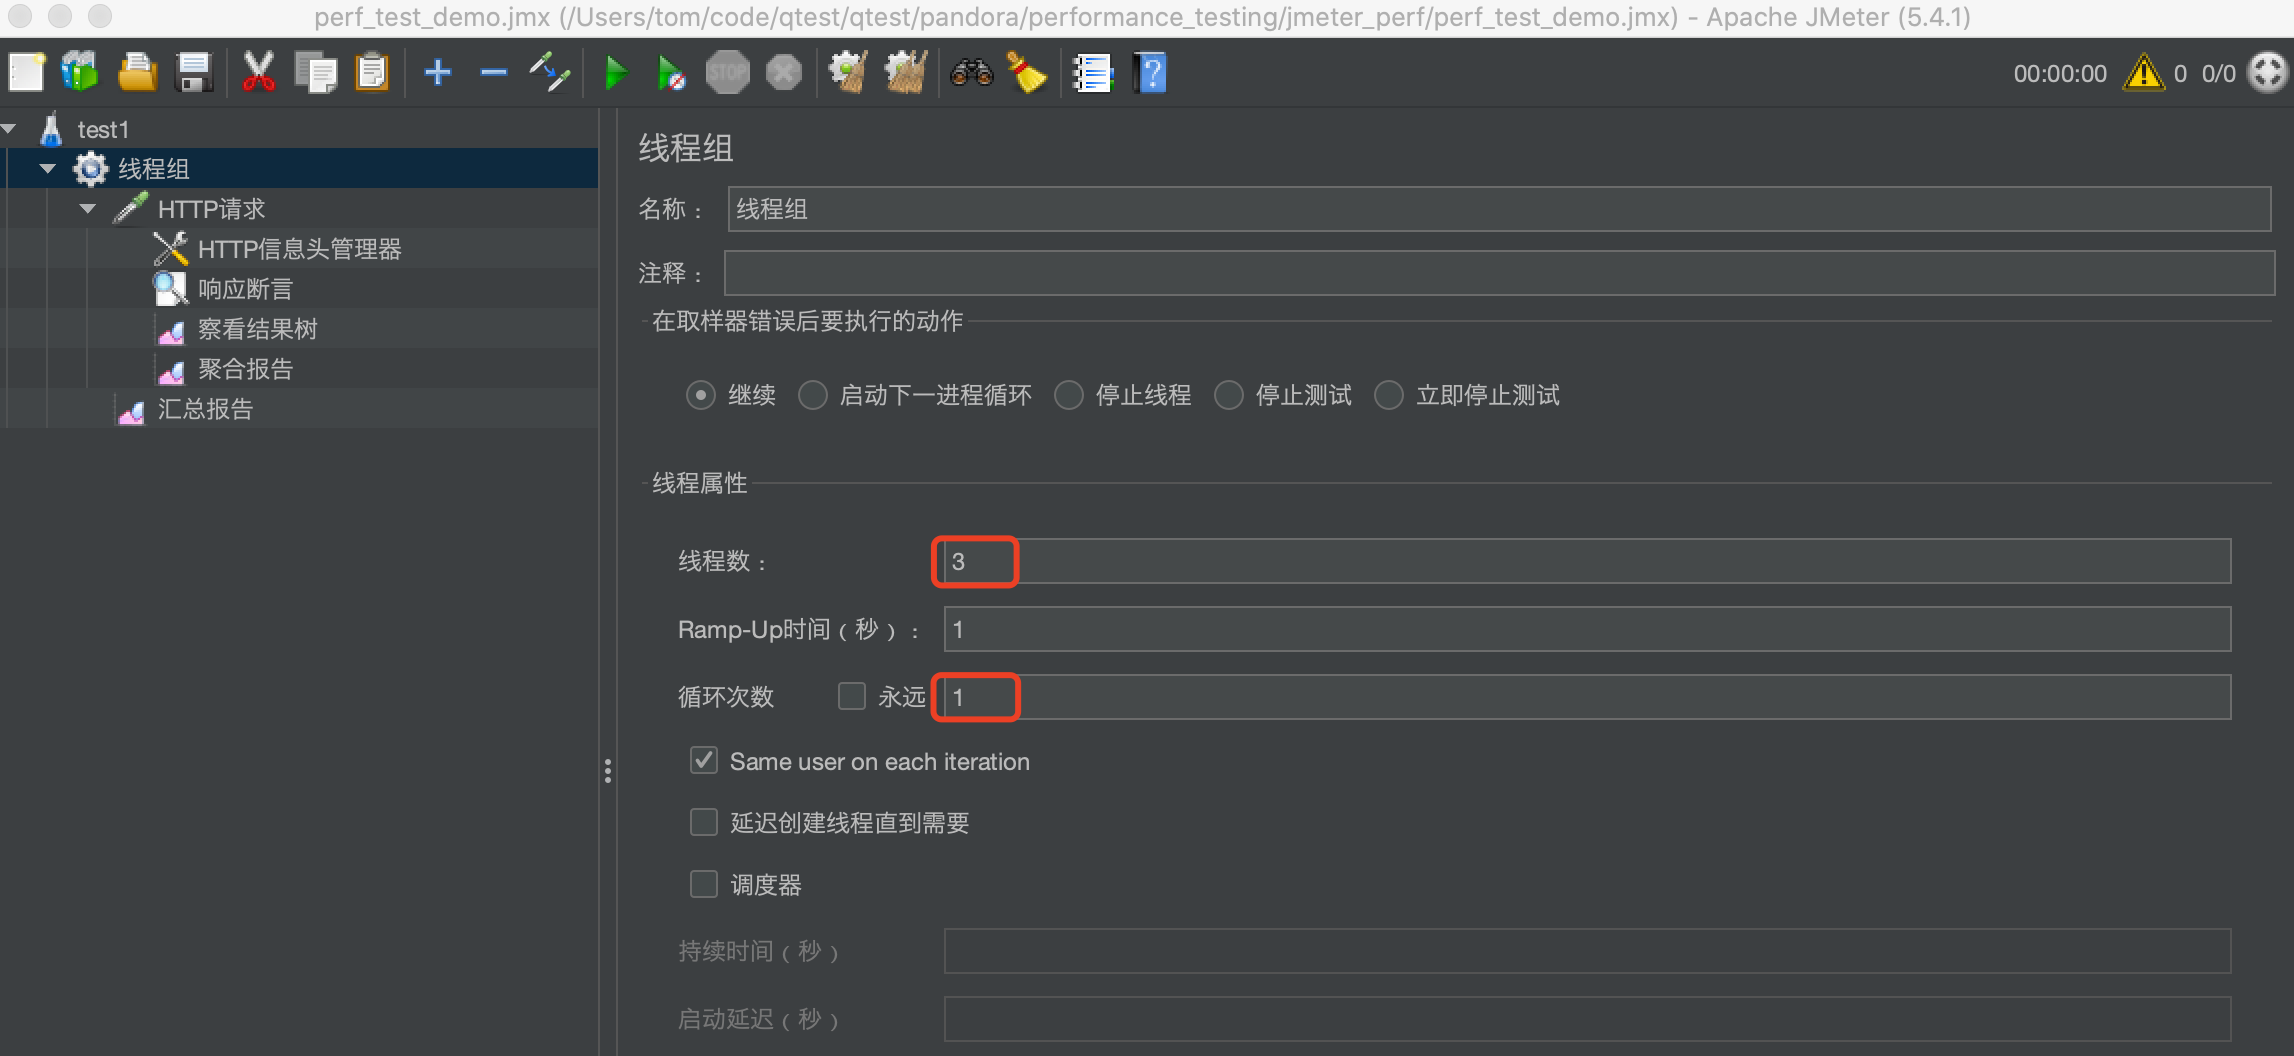 perf_test_demo.jmx (/Users/tom/code/qtest/qtest/pandora/performance_testing/jmeter_perf/perf_test_demo.jmx) - Apache JMeter (5.4.1)
STOP
00:00:00 0 0/0
test1
线程组
HTTP请求
HTTP信息头管理器
响应断言
察看结果树
聚合报告
汇总报告
线程组
名称： 线程组
注释：
在取样器错误后要执行的动作
继续 启动下一进程循环 停止线程 停止测试 立即停止测试
线程属性
线程数： 3
Ramp-Up时间（秒）： 1
循环次数 永远 1
Same user on each iteration
延迟创建线程直到需要
调度器
持续时间（秒）
启动延迟（秒）